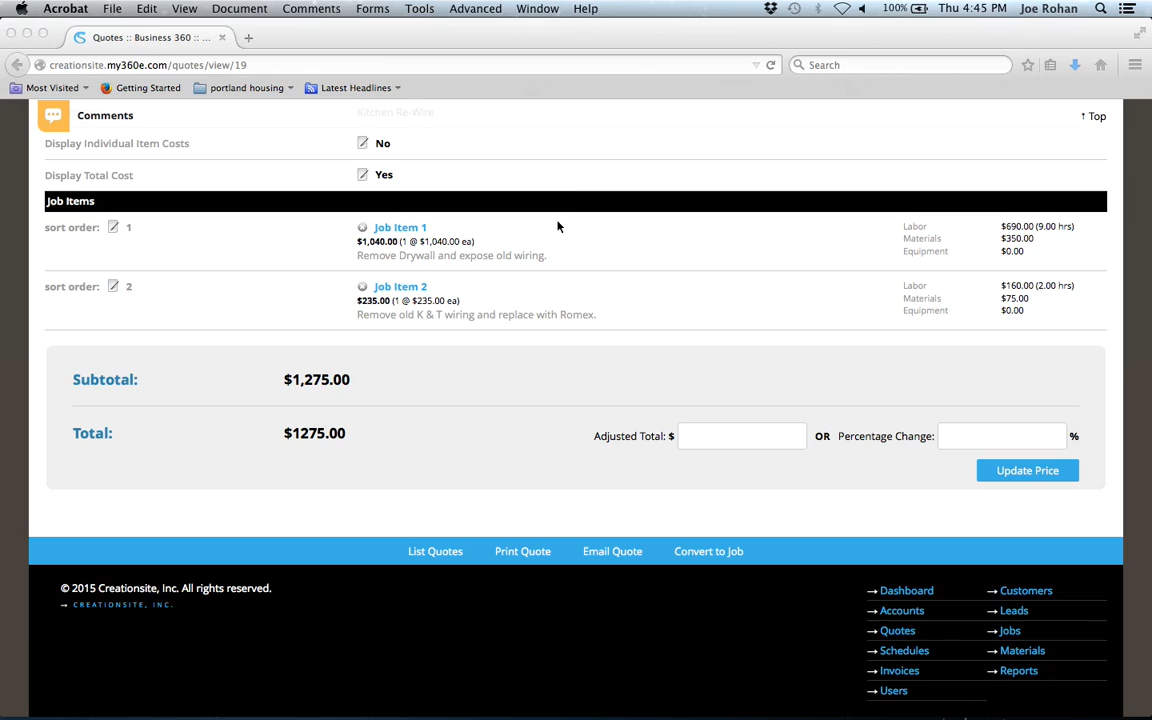 Acrobat File Edit View Document Comments Forms Tools Advanced Window Help 100% Thu 4:45 PM Joe Rohan
Quotes :: Business 360 :: ... × +
creationsite.my360e.com/quotes/view/19 Search
Most Visited Getting Started portland housing Latest Headlines
Comments Kitchen Re-Wire ↑ Top
Display Individual Item Costs No
Display Total Cost Yes
Job Items
sort order: 1 Job Item 1 Labor $690.00 (9.00 hrs)
$1,040.00 (1 @ $1,040.00 ea) Materials $350.00
Remove Drywall and expose old wiring. Equipment $0.00
sort order: 2 Job Item 2 Labor $160.00 (2.00 hrs)
$235.00 (1 @ $235.00 ea) Materials $75.00
Remove old K & T wiring and replace with Romex. Equipment $0.00
Subtotal: $1,275.00
Total: $1275.00 Adjusted Total: $ OR Percentage Change: %
Update Price
List Quotes Print Quote Email Quote Convert to Job
© 2015 Creationsite, Inc. All rights reserved.
→ CREATIONSITE, INC.
→ Dashboard → Customers
→ Accounts → Leads
→ Quotes → Jobs
→ Schedules → Materials
→ Invoices → Reports
→ Users